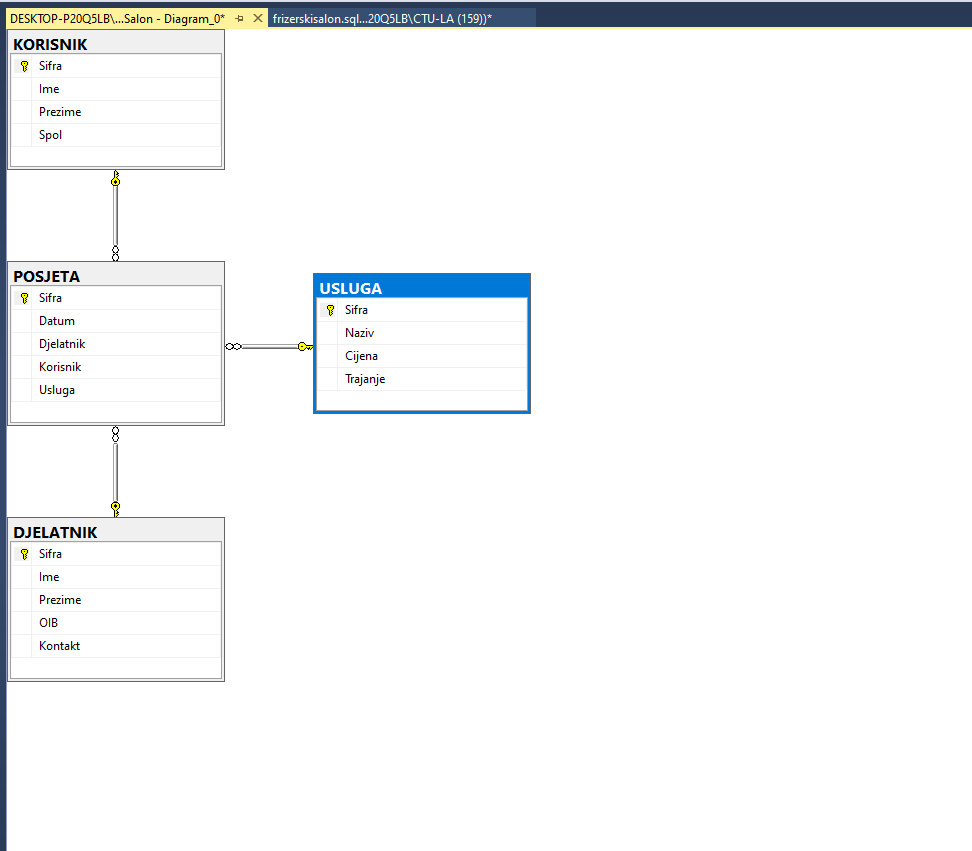 DESKTOP-P20Q5LB\...Salon - Diagram_0*
frizerskisalon.sql...20Q5LB\CTU-LA (159))*
KORISNIK
Sifra
Ime
Prezime
Spol
POSJETA
Sifra
Datum
Djelatnik
Korisnik
Usluga
USLUGA
Sifra
Naziv
Cijena
Trajanje
DJELATNIK
Sifra
Ime
Prezime
OIB
Kontakt